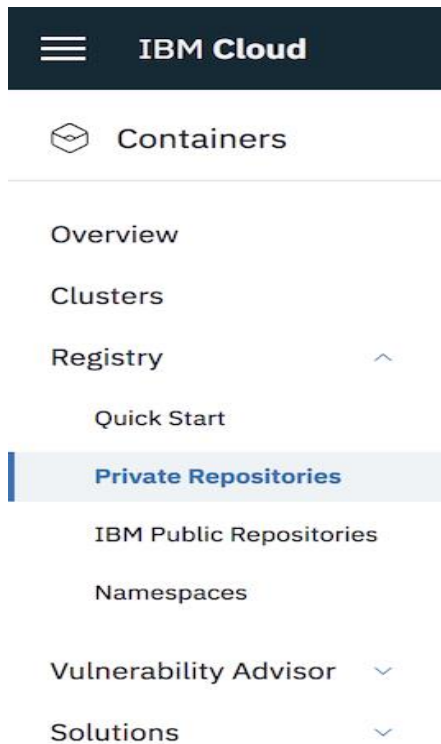 IBM Cloud
Containers
Overview
Clusters
Registry
Quick Start
Private Repositories
IBM Public Repositories
Namespaces
Vulnerability Advisor
Solutions